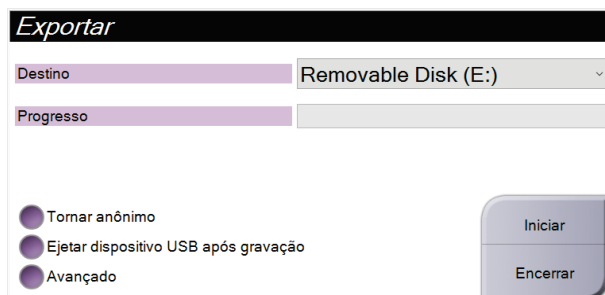 Exportar
Destino
Removable Disk (E:)
Progresso
Tornar anônimo
Ejetar dispositivo USB após gravação
Avançado
Iniciar
Encerrar